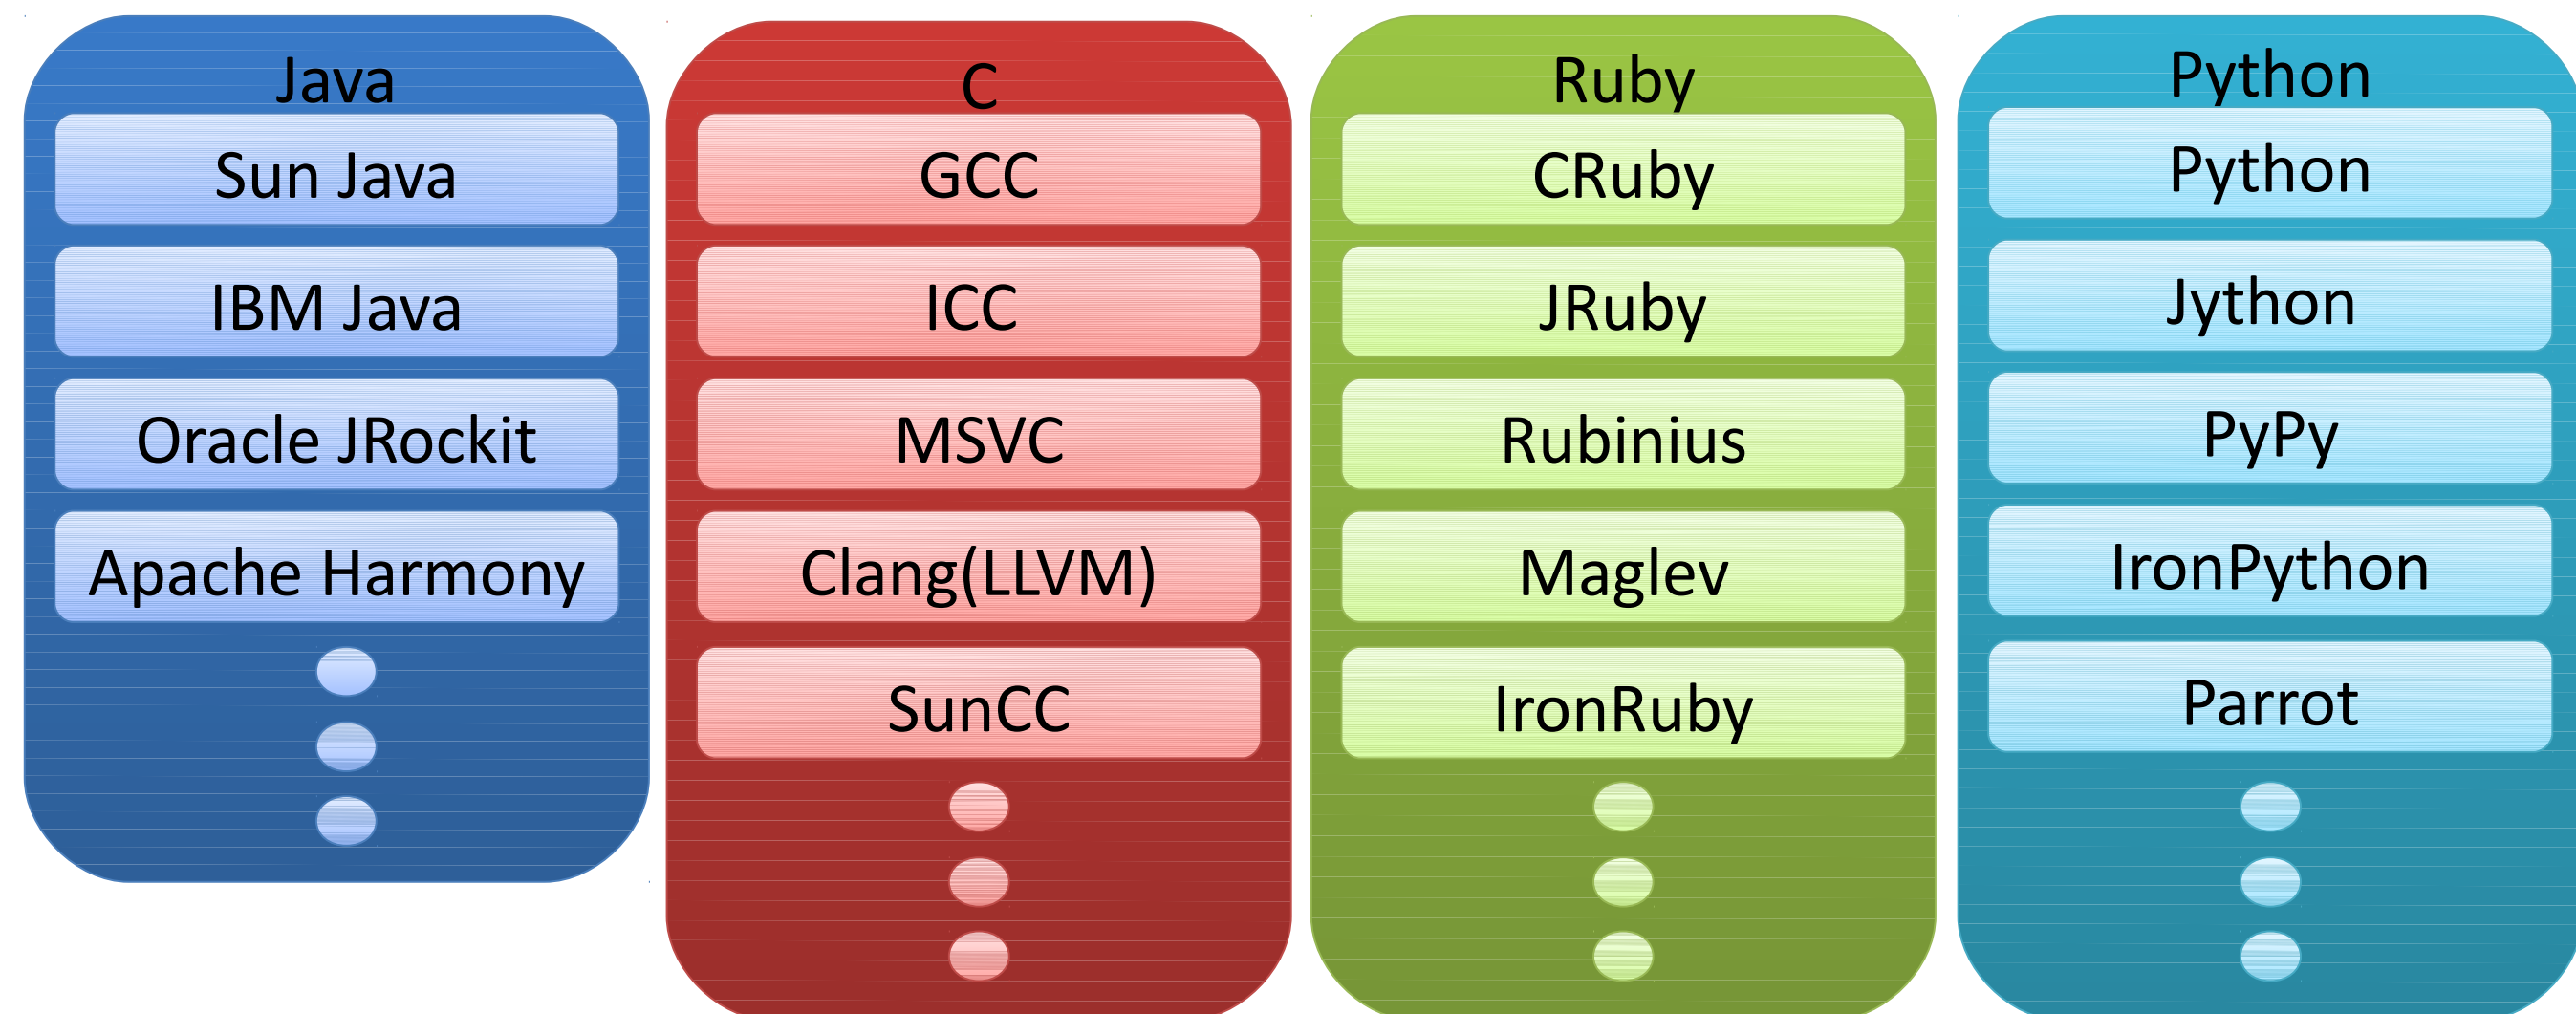 Java
Sun Java
IBM Java
Oracle JRockit
Apache Harmony
C
GCC
ICC
MSVC
Clang(LLVM)
SunCC
Ruby
CRuby
JRuby
Rubinius
Maglev
IronRuby
Python
Python
Jython
PyPy
IronPython
Parrot